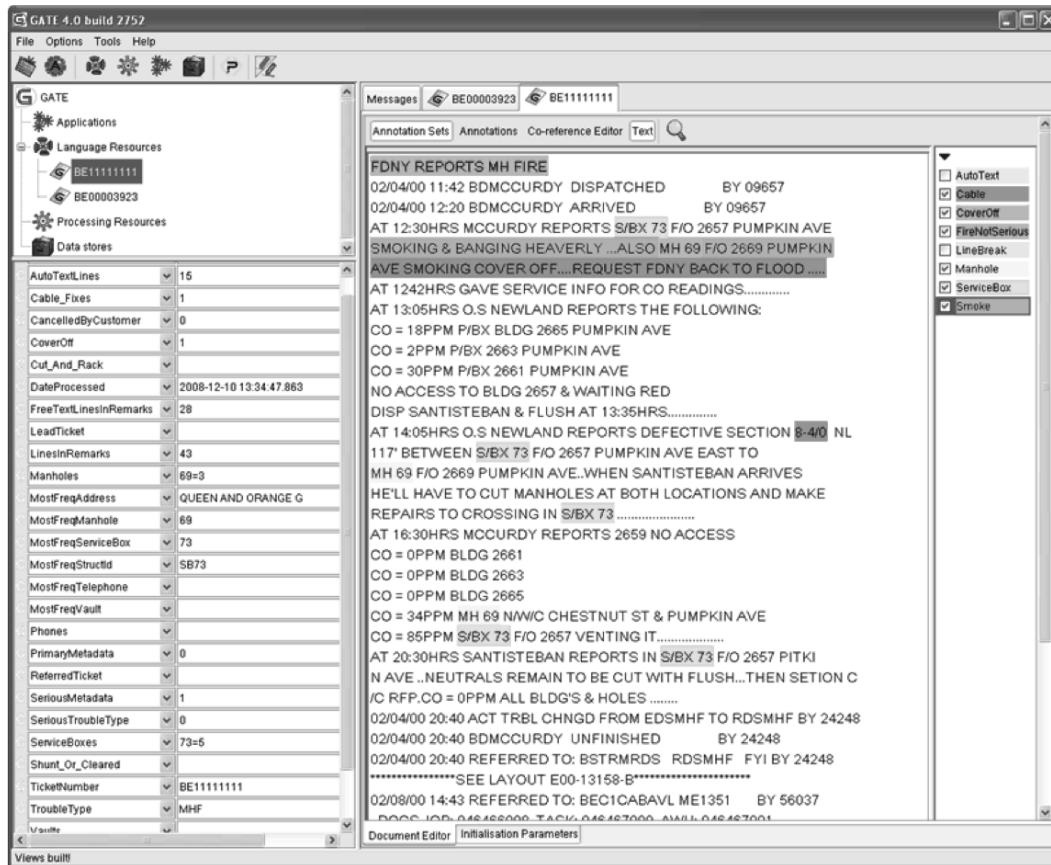 GATE 4.0 build 2752
File Options Tools Help
GATE
Applications
Language Resources
BE11111111
BE00003923
Processing Resources
Data stores
AutoTextLines 15
Cable_Fixes 1
CancelledByCustomer 0
CoverOff 1
Cut_And_Rack
DateProcessed 2008-12-10 13:34:47.863
FreeTextLinesInRemarks 28
LeadTicket
LinesInRemarks 43
Manholes 69=3
MostFreqAddress QUEEN AND ORANGE G
MostFreqManhole 69
MostFreqServiceBox 73
MostFreqStructId SB73
MostFreqTelephone
MostFreqVault
Phones
PrimaryMetadata 0
ReferredTicket
SeriousMetadata 1
SeriousTroubleType 0
ServiceBoxes 73=5
Shunt_Or_Cleared
TicketNumber BE11111111
TroubleType MHF
Vaults
Messages BE00003923 BE11111111
Annotation Sets Annotations Co-reference Editor Text
FDNY REPORTS MH FIRE
02/04/00 11:42 BDMCCURDY DISPATCHED BY 09657
02/04/00 12:20 BDMCCURDY ARRIVED BY 09657
AT 12:30HRS MCCURDY REPORTS S/BX 73 F/O 2657 PUMPKIN AVE
SMOKING & BANGING HEAVERLY ...ALSO MH 69 F/O 2669 PUMPKIN
AVE SMOKING COVER OFF....REQUEST FDNY BACK TO FLOOD .....
AT 1242HRS GAVE SERVICE INFO FOR CO READINGS.............
AT 13:05HRS O.S NEWLAND REPORTS THE FOLLOWING:
CO = 18PPM P/BX BLDG 2665 PUMPKIN AVE
CO = 2PPM P/BX 2663 PUMPKIN AVE
CO = 30PPM P/BX 2661 PUMPKIN AVE
NO ACCESS TO BLDG 2657 & WAITING RED
DISP SANTISTEBAN & FLUSH AT 13:35HRS..............
AT 14:05HRS O.S NEWLAND REPORTS DEFECTIVE SECTION 8-4/0 NL
117' BETWEEN S/BX 73 F/O 2657 PUMPKIN AVE EAST TO
MH 69 F/O 2669 PUMPKIN AVE..WHEN SANTISTEBAN ARRIVES
HE'LL HAVE TO CUT MANHOLES AT BOTH LOCATIONS AND MAKE
REPAIRS TO CROSSING IN S/BX 73 ......................
AT 16:30HRS MCCURDY REPORTS 2659 NO ACCESS
CO = 0PPM BLDG 2661
CO = 0PPM BLDG 2663
CO = 0PPM BLDG 2665
CO = 34PPM MH 69 N/W/C CHESTNUT ST & PUMPKIN AVE
CO = 85PPM S/BX 73 F/O 2657 VENTING IT...................
AT 20:30HRS SANTISTEBAN REPORTS IN S/BX 73 F/O 2657 PITKI
N AVE ..NEUTRALS REMAIN TO BE CUT WITH FLUSH...THEN SETION C
/C RFP.CO = 0PPM ALL BLDG'S & HOLES ........
02/04/00 20:40 ACT TRBL CHNGD FROM EDSMHF TO RDSMHF BY 24248
02/04/00 20:40 BDMCCURDY UNFINISHED BY 24248
02/04/00 20:40 REFERRED TO: BSTRMRDS RDSMHF FYI BY 24248
****************SEE LAYOUT E00-13158-B**********************
02/08/00 14:43 REFERRED TO: BEC1CABAVL ME1351 BY 56037
AutoText
Cable
CoverOff
FireNotSerious
LineBreak
Manhole
ServiceBox
Smoke
Document Editor Initialisation Parameters
Views built!